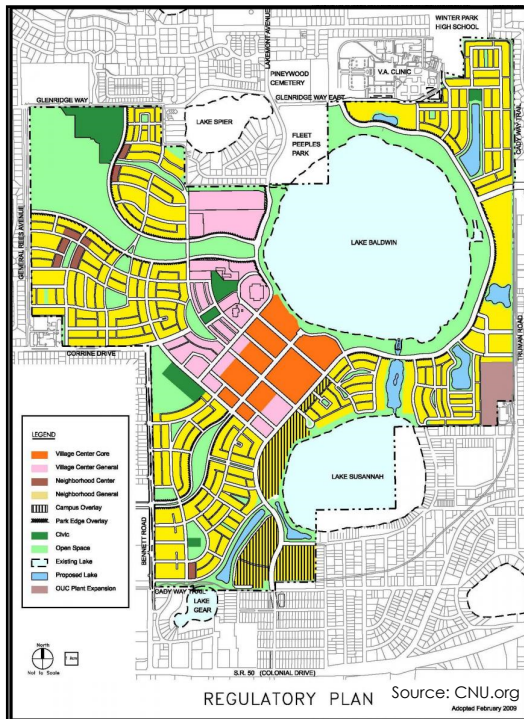 LAKEMONT AVENUE
WINTER PARK
HIGH SCHOOL
V.A. CLINIC
PINEYWOOD
CEMETERY
GLENRIDGE WAY
GLENRIDGE WAY EAST
CADY WAY TRAIL
LAKE SPIER
FLEET
PEEPLES
PARK
LAKE BALDWIN
GENERAL REES AVENUE
TRUMAN ROAD
CORRINE DRIVE
LEGEND
Village Center Core
Village Center General
Neighborhood Center
Neighborhood General
Campus Overlay
Park Edge Overlay
Civic
Open Space
Existing Lake
Proposed Lake
OUC Plant Expansion
LAKE SUSANNAH
BENNETT ROAD
CADY WAY TRAIL
LAKE
GEAR
North
Not to Scale
S.R. 50 (COLONIAL DRIVE)
REGULATORY PLAN
Source: CNU.org
Adopted February 2009